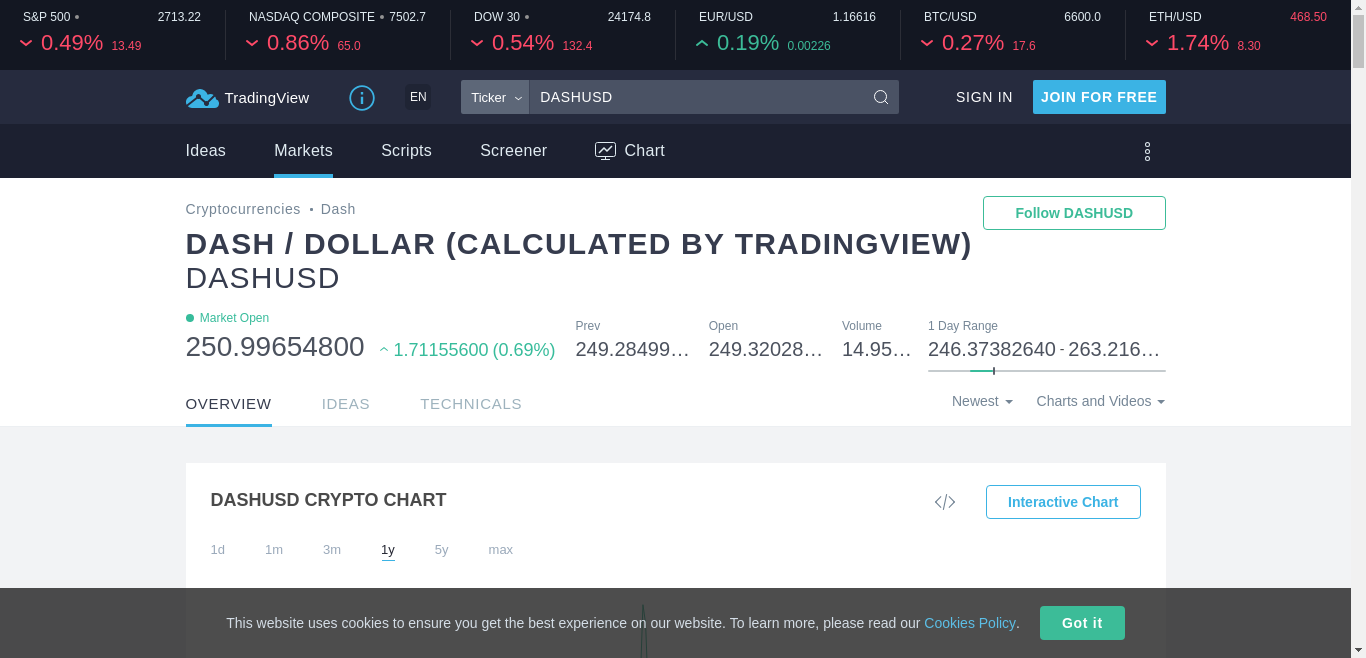 S&P 500 • 2713.22
0.49% 13.49
NASDAQ COMPOSITE • 7502.7
0.86% 65.0
DOW 30 • 24174.8
0.54% 132.4
EUR/USD 1.16616
0.19% 0.00226
BTC/USD 6600.0
0.27% 17.6
ETH/USD 468.50
1.74% 8.30
TradingView
EN
Ticker
DASHUSD
SIGN IN
JOIN FOR FREE
Ideas
Markets
Scripts
Screener
Chart
Cryptocurrencies • Dash
Follow DASHUSD
DASH / DOLLAR (CALCULATED BY TRADINGVIEW)
DASHUSD
Market Open
250.99654800
1.71155600 (0.69%)
Prev
249.28499…
Open
249.32028…
Volume
14.95…
1 Day Range
246.37382640 - 263.216…
OVERVIEW
IDEAS
TECHNICALS
Newest
Charts and Videos
DASHUSD CRYPTO CHART
</>
Interactive Chart
1d 1m 3m 1y 5y max
This website uses cookies to ensure you get the best experience on our website. To learn more, please read our Cookies Policy.
Got it